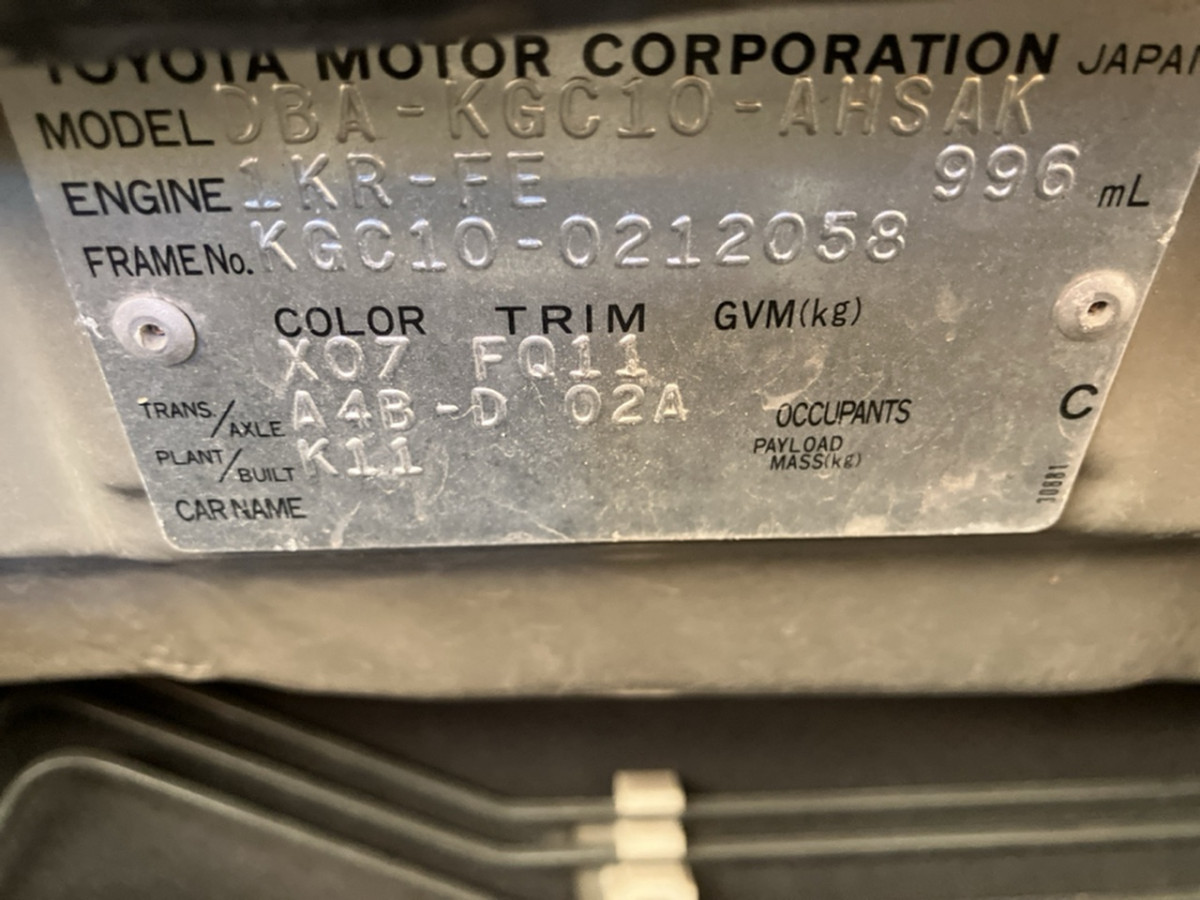 TOYOTA MOTOR CORPORATION JAPAN
MODEL DBA-KGC10-AHSAK
ENGINE 1KR-FE 996 mL
FRAME No. KGC10-0212058
COLOR TRIM GVM(kg)
X07 FQ11
TRANS./AXLE A4B-D 02A OCCUPANTS C
PLANT/BUILT K11 PAYLOAD MASS(kg)
CAR NAME